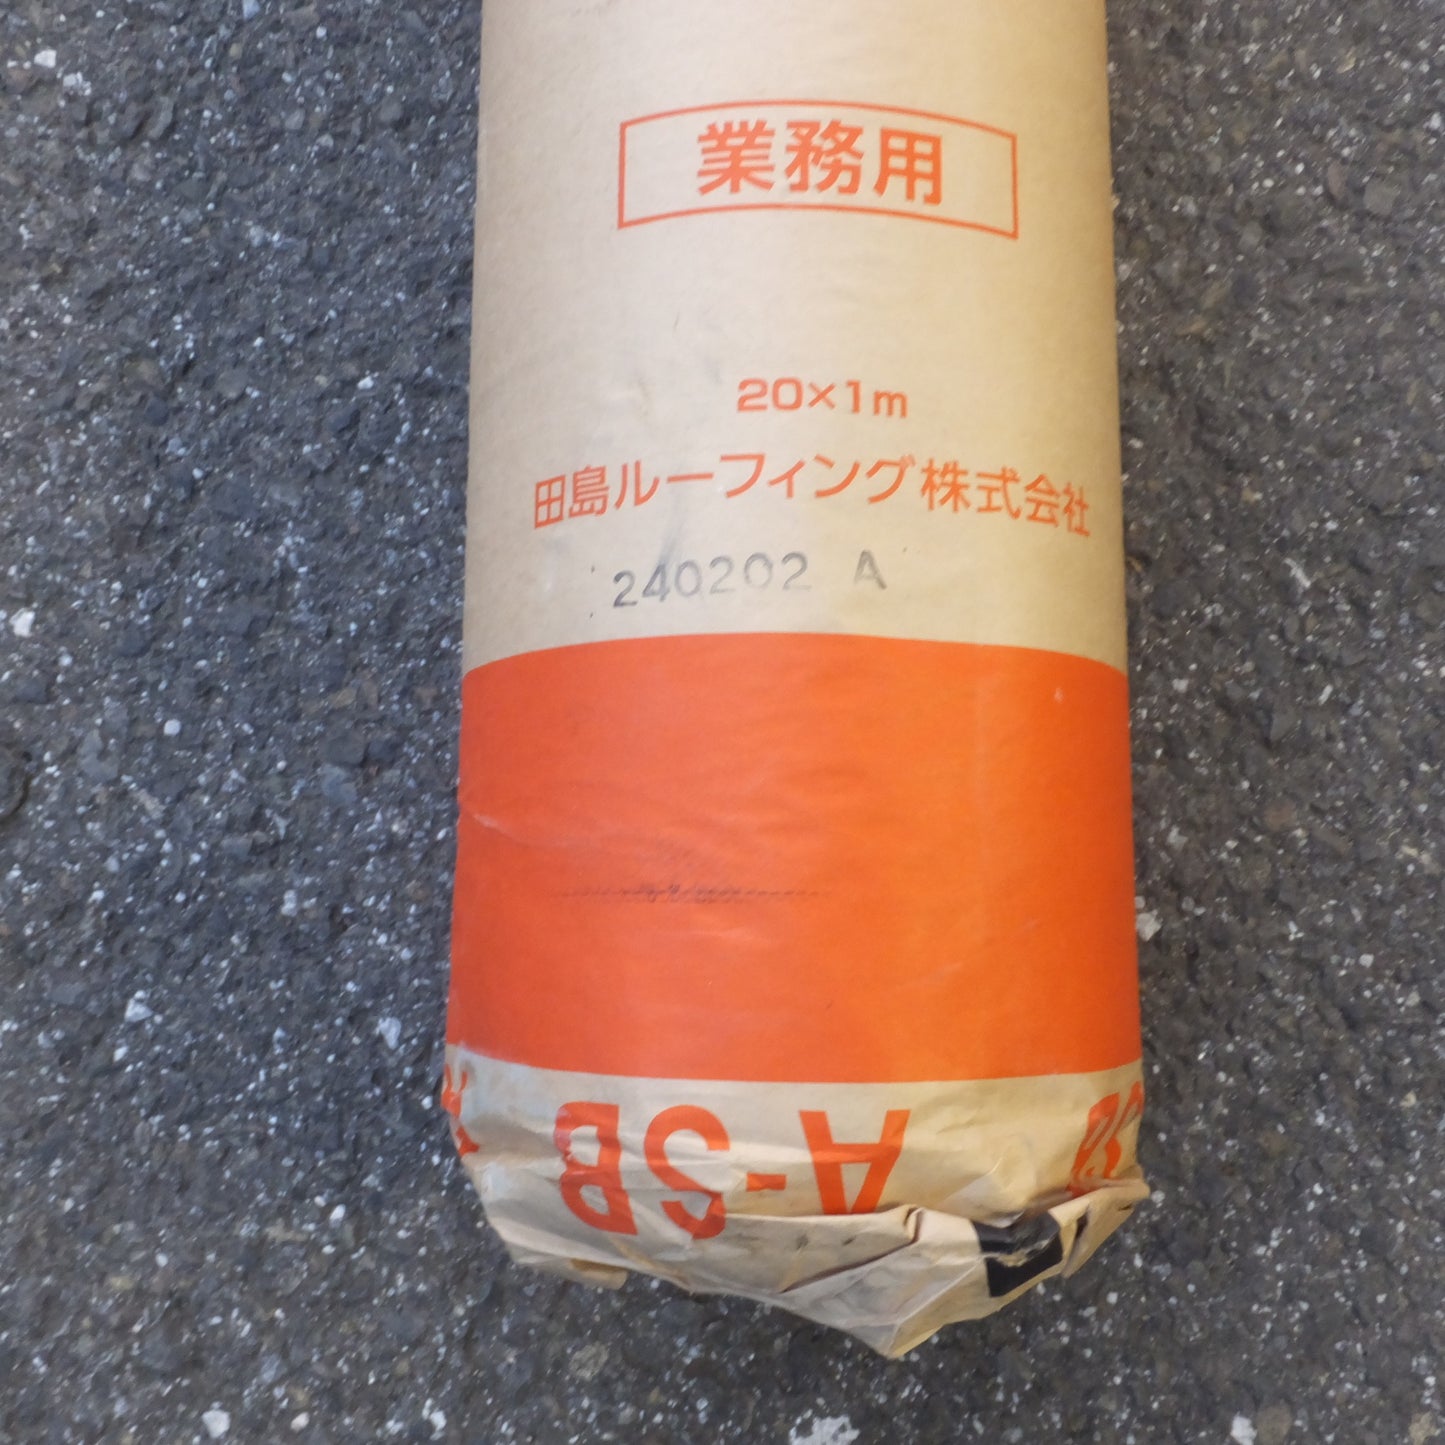 業務用
20×1m
田島ルーフィング株式会社
240202 A
A-SB